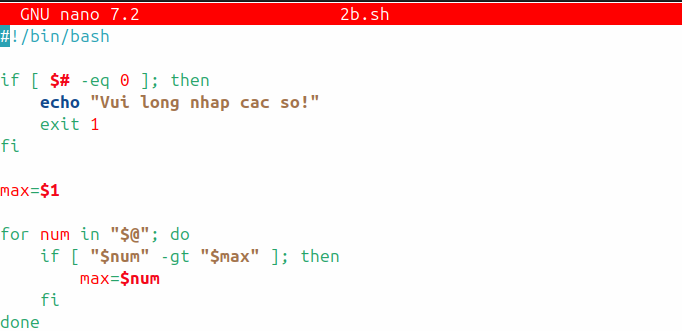 GNU nano 7.2 2b.sh
#!/bin/bash
if [ $# -eq 0 ]; then
    echo "Vui long nhap cac so!"
    exit 1
fi
max=$1
for num in "$@"; do
    if [ "$num" -gt "$max" ]; then
        max=$num
    fi
done